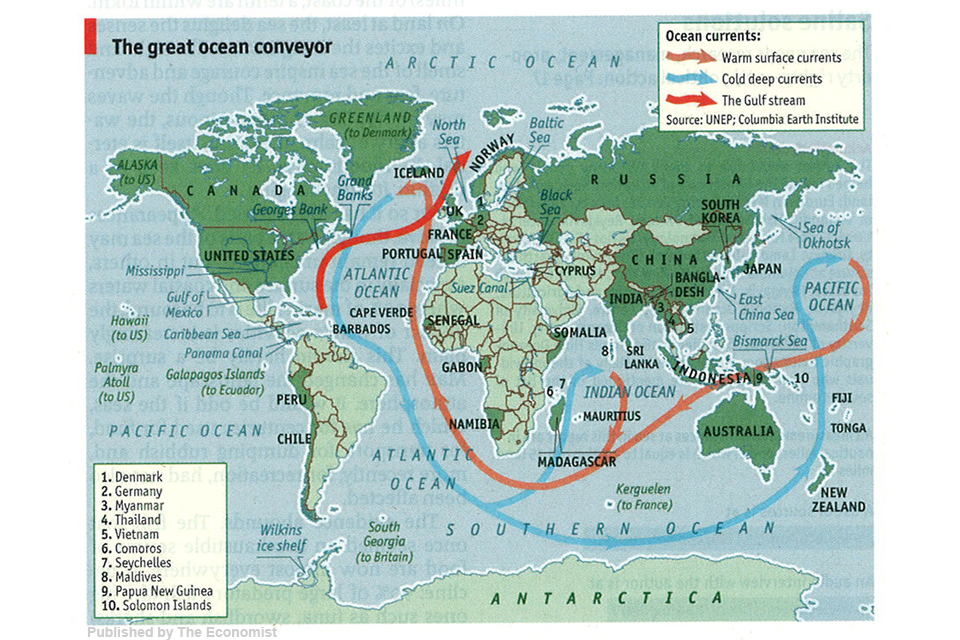 The great ocean conveyor
Ocean currents:
Warm surface currents
Cold deep currents
The Gulf stream
Source: UNEP; Columbia Earth Institute
ARCTIC OCEAN
GREENLAND
(to Denmark)
North
Sea
Baltic
Sea
NORWAY
ALASKA
(to US)
CANADA
Grand
Banks
ICELAND
RUSSIA
Georges Bank
UK
1
2
Black
Sea
SOUTH
KOREA
Sea of
Okhotsk
FRANCE
UNITED STATES
PORTUGAL
SPAIN
CHINA
JAPAN
Mississippi
ATLANTIC
OCEAN
CYPRUS
BANGLA-
DESH
PACIFIC
OCEAN
Suez Canal
Gulf of
Mexico
INDIA
3
4
5
East
China Sea
Hawaii
(to US)
CAPE VERDE
SENEGAL
Caribbean Sea
BARBADOS
SOMALIA
Bismarck Sea
Panama Canal
8
SRI
LANKA
Palmyra
Atoll
(to US)
Galapagos Islands
(to Ecuador)
GABON
INDONESIA
9
10
6
7
INDIAN OCEAN
PERU
MAURITIUS
FIJI
TONGA
NAMIBIA
PACIFIC OCEAN
CHILE
AUSTRALIA
ATLANTIC
OCEAN
MADAGASCAR
Kerguelen
(to France)
NEW
ZEALAND
1. Denmark
2. Germany
3. Myanmar
4. Thailand
5. Vietnam
6. Comoros
7. Seychelles
8. Maldives
9. Papua New Guinea
10. Solomon Islands
Wilkins
ice shelf
South
Georgia
(to Britain)
SOUTHERN OCEAN
ANTARCTICA
Published by The Economist